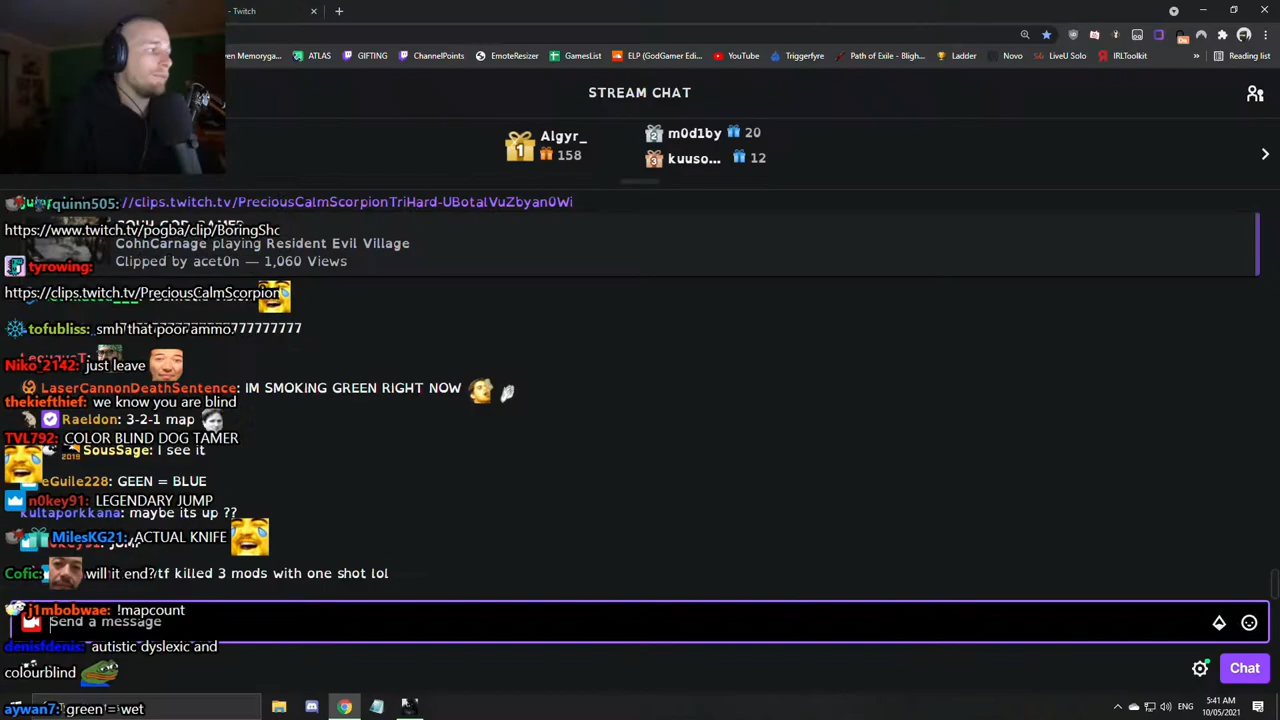 - Twitch
en Memoryga...
ATLAS
GIFTING
ChannelPoints
EmoteResizer
GamesList
ELP (GodGamer Edi...
YouTube
Triggerfyre
Path of Exile - Bligh...
Ladder
Novo
LiveU Solo
IRLToolkit
»
Reading list
STREAM CHAT
1 Algyr_
158
2 m0d1by 20
3 kuuso... 12
quinn505: //clips.twitch.tv/PreciousCalmScorpionTriHard-UBotalVuZbyan0Wi
https://www.twitch.tv/pogba/clip/BoringSho
CohnCarnage playing Resident Evil Village
Clipped by acet0n — 1,060 Views
tyrowing:
https://clips.twitch.tv/PreciousCalmScorpion
tofubliss: smh that poor ammo.
77777777777
Niko_2142: just leave
LaserCannonDeathSentence: IM SMOKING GREEN RIGHT NOW
thekiefthief: we know you are blind
Raeldon: 3-2-1 map
TVL792: COLOR BLIND DOG TAMER
2019 SousSage: I see it
eGuile228: GEEN = BLUE
n0key91: LEGENDARY JUMP
kultaporkkana: maybe its up ??
MilesKG21: ACTUAL KNIFE
Cofic: will it end?
tf killed 3 mods with one shot lol
j1mbobwae: !mapcount
Send a message
denisfdenis: autistic dyslexic and
colourblind
Chat
aywan7: green = wet
ENG
5:41 AM
10/05/2021